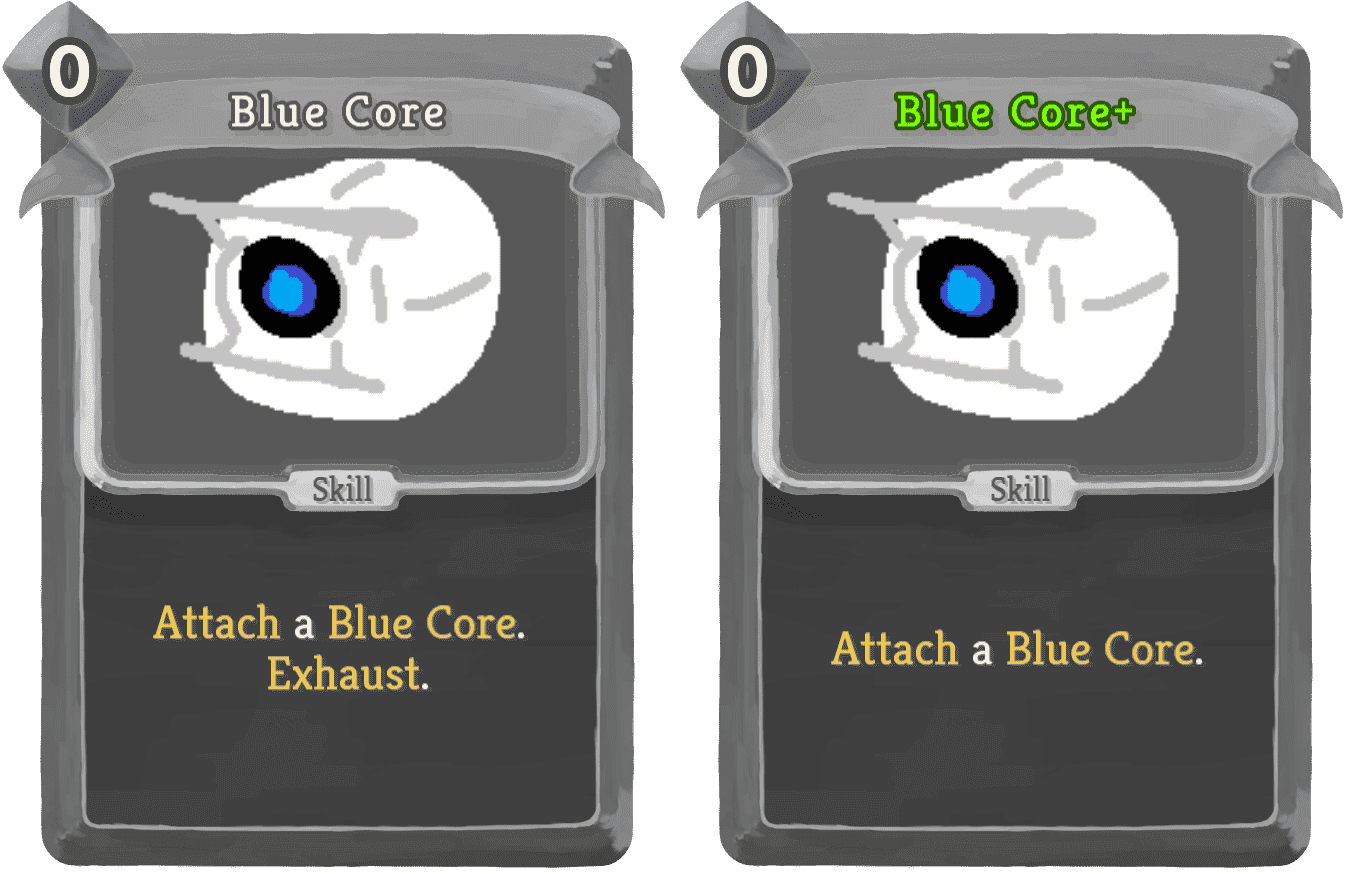 0
Blue Core
Skill
Attach a Blue Core.
Exhaust.
0
Blue Core+
Skill
Attach a Blue Core.